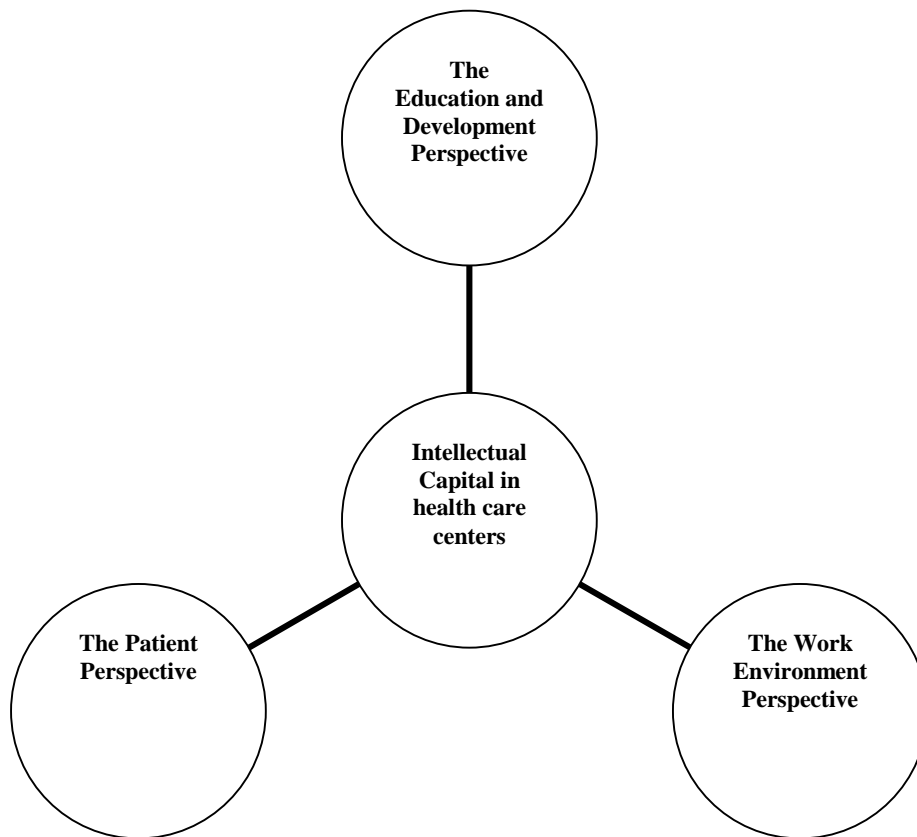 The
Education and
Development
Perspective
Intellectual
Capital in
health care
centers
The Patient
Perspective
The Work
Environment
Perspective